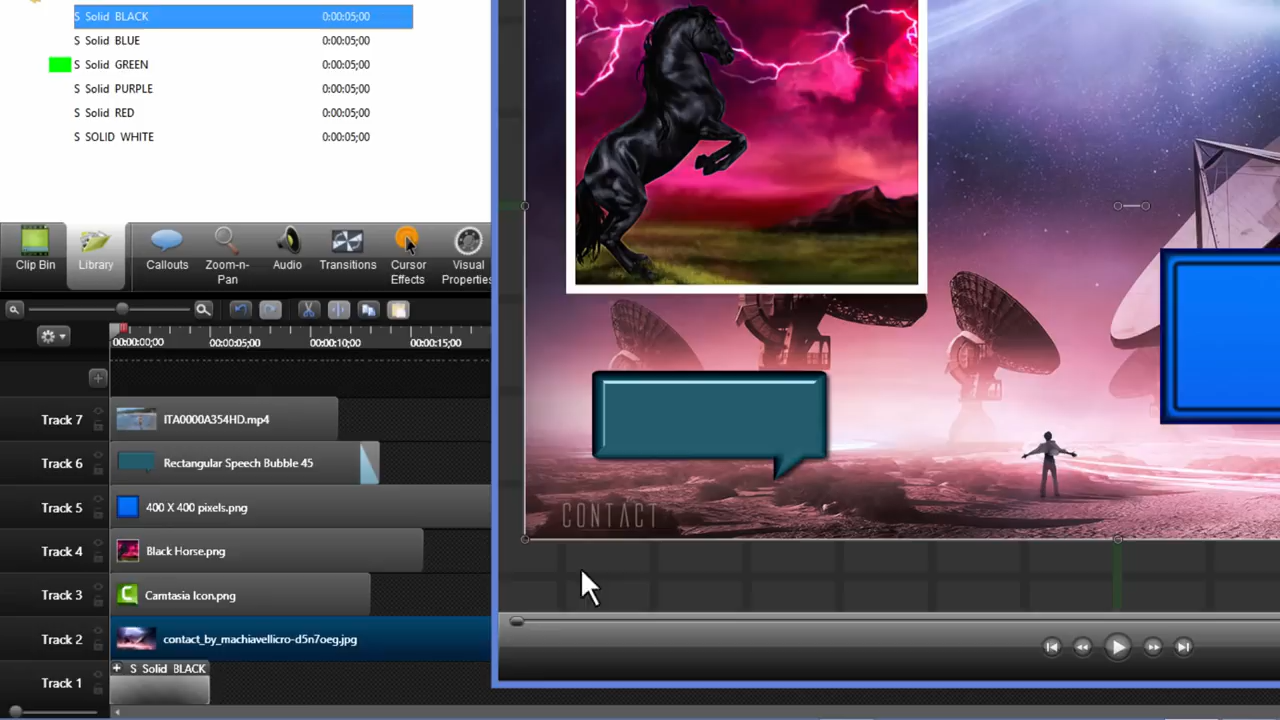 S Solid BLACK 0:00:05;00
S Solid BLUE 0:00:05;00
S Solid GREEN 0:00:05;00
S Solid PURPLE 0:00:05;00
S Solid RED 0:00:05;00
S SOLID WHITE 0:00:05;00
Clip Bin
Library
Callouts
Zoom-n-
Pan
Audio
Transitions
Cursor
Effects
Visual
Properties
00:00:00;00 00:00:05;00 00:00:10;00 00:00:15;00
Track 7 ITA0000A354HD.mp4
Track 6 Rectangular Speech Bubble 45
Track 5 400 X 400 pixels.png
Track 4 Black Horse.png
Track 3 Camtasia Icon.png
Track 2 contact_by_machiavellicro-d5n7oeg.jpg
Track 1 + S Solid BLACK
CONTACT